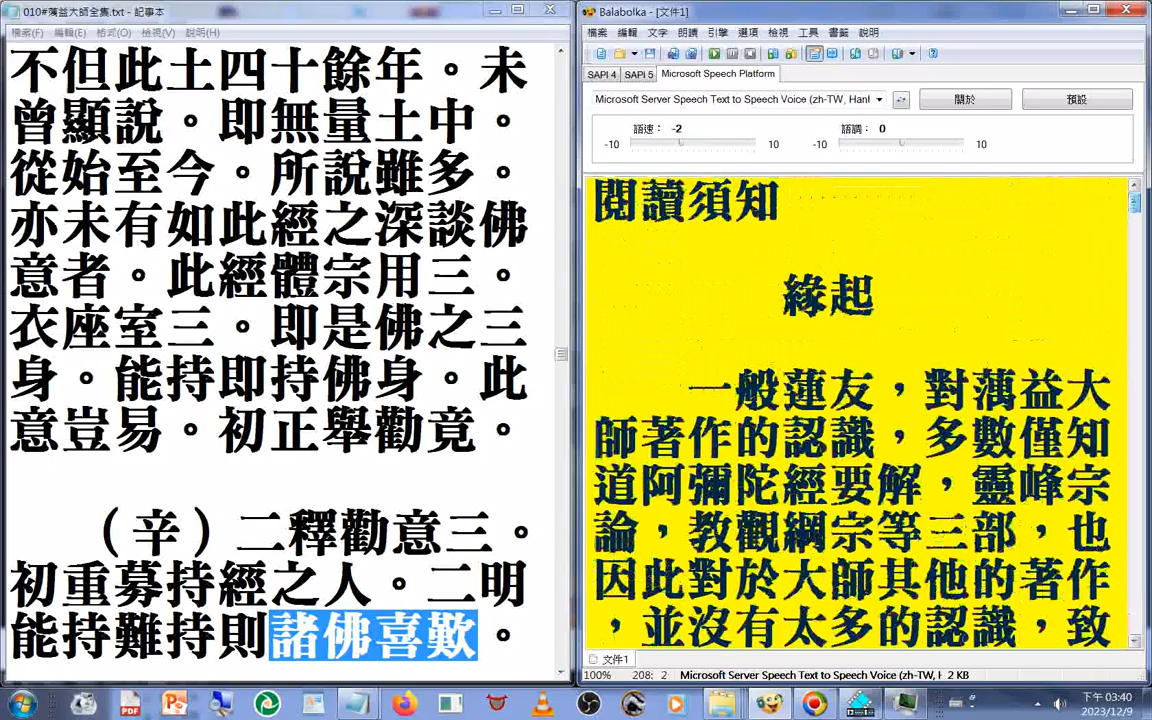 010#蕅益大師全集.txt - 記事本
檔案(F) 編輯(E) 格式(O) 檢視(V) 說明(H)
不但此土四十餘年。未
曾顯說。即無量土中。
從始至今。所說雖多。
亦未有如此經之深談佛
意者。此經體宗用三。
衣座室三。即是佛之三
身。能持即持佛身。此
意豈易。初正舉勸竟。
（辛）二釋勸意三。
初重募持經之人。二明
能持難持則諸佛喜歎。
Balabolka - [文件1]
檔案 編輯 文字 朗讀 引擎 選項 檢視 工具 書籤 說明
SAPI 4 SAPI 5 Microsoft Speech Platform
Microsoft Server Speech Text to Speech Voice (zh-TW, HanH
關於 預設
語速： -2 語調： 0
-10 10 -10 10
閱讀須知
緣起
一般蓮友，對蕅益大
師著作的認識，多數僅知
道阿彌陀經要解，靈峰宗
論，教觀綱宗等三部，也
因此對於大師其他的著作
，並沒有太多的認識，致
文件1
100% 208: 2 Microsoft Server Speech Text to Speech Voice (zh-TW, H 2 KB
下午 03:40
2023/12/9